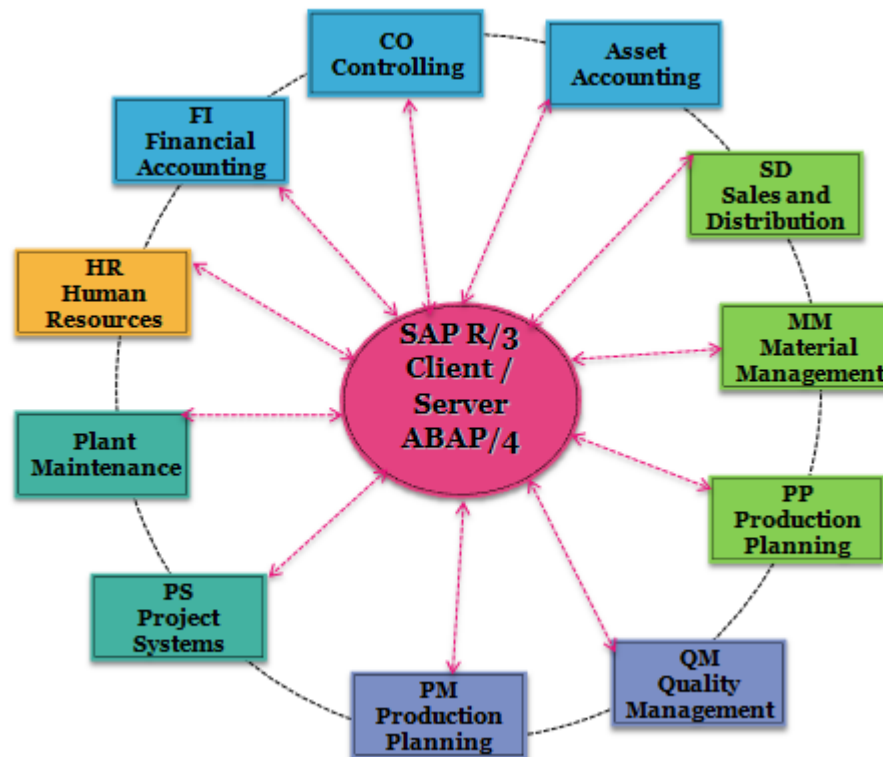 CO
Controlling
Asset
Accounting
FI
Financial
Accounting
SD
Sales and
Distribution
HR
Human
Resources
SAP R/3
Client /
Server
ABAP/4
MM
Material
Management
Plant
Maintenance
PP
Production
Planning
PS
Project
Systems
QM
Quality
Management
PM
Production
Planning